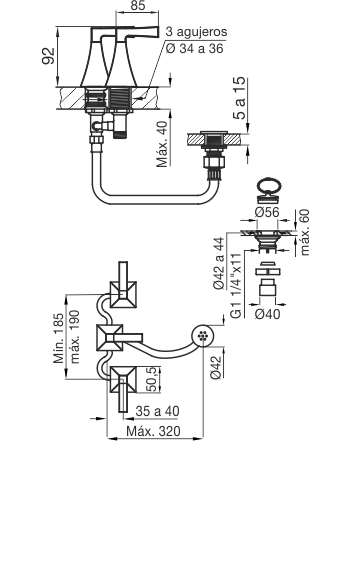 85
92
3 agujeros
Ø 34 a 36
Máx. 40
5 a 15
Ø56
máx. 60
Ø42 a 44
G1 1/4"x11
Ø40
Mín. 185
máx. 190
50,5
Ø42
35 a 40
Máx. 320